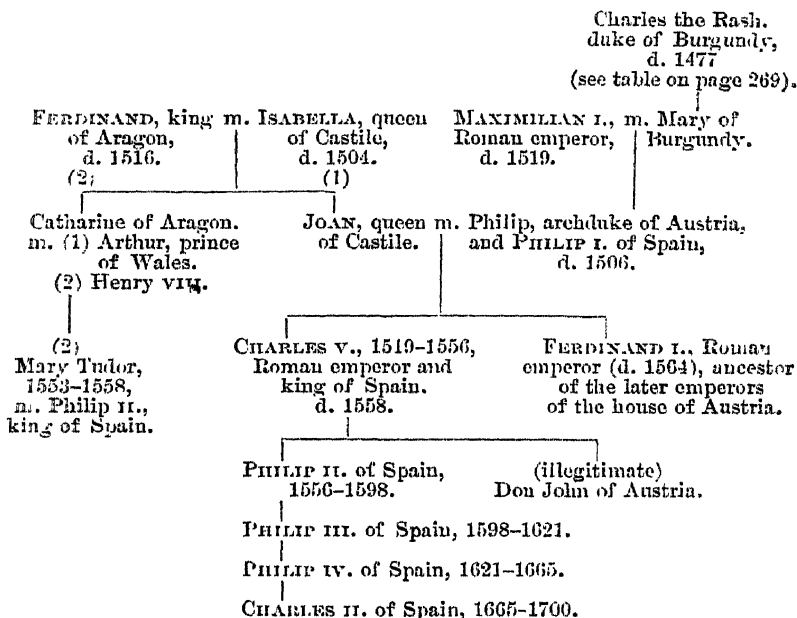 Charles the Rash.
duke of Burgundy,
d. 1477
(see table on page 269).
FERDINAND, king m. ISABELLA, queen
of Aragon,
d. 1516.
(2)
of Castile,
d. 1504.
(1)
MAXIMILIAN I., m. Mary of
Roman emperor,
d. 1519.
Burgundy.
Catharine of Aragon.
m. (1) Arthur, prince
of Wales.
(2) Henry VIII.
JOAN, queen m. Philip, archduke of Austria,
of Castile.
and PHILIP I. of Spain,
d. 1506.
(2)
Mary Tudor,
1553–1558,
m. Philip II.,
king of Spain.
CHARLES V., 1519–1556,
Roman emperor and
king of Spain.
d. 1558.
FERDINAND I., Roman
emperor (d. 1564), ancestor
of the later emperors
of the house of Austria.
PHILIP II. of Spain,
1556–1598.
(illegitimate)
Don John of Austria.
PHILIP III. of Spain, 1598–1621.
PHILIP IV. of Spain, 1621–1665.
CHARLES II. of Spain, 1665–1700.